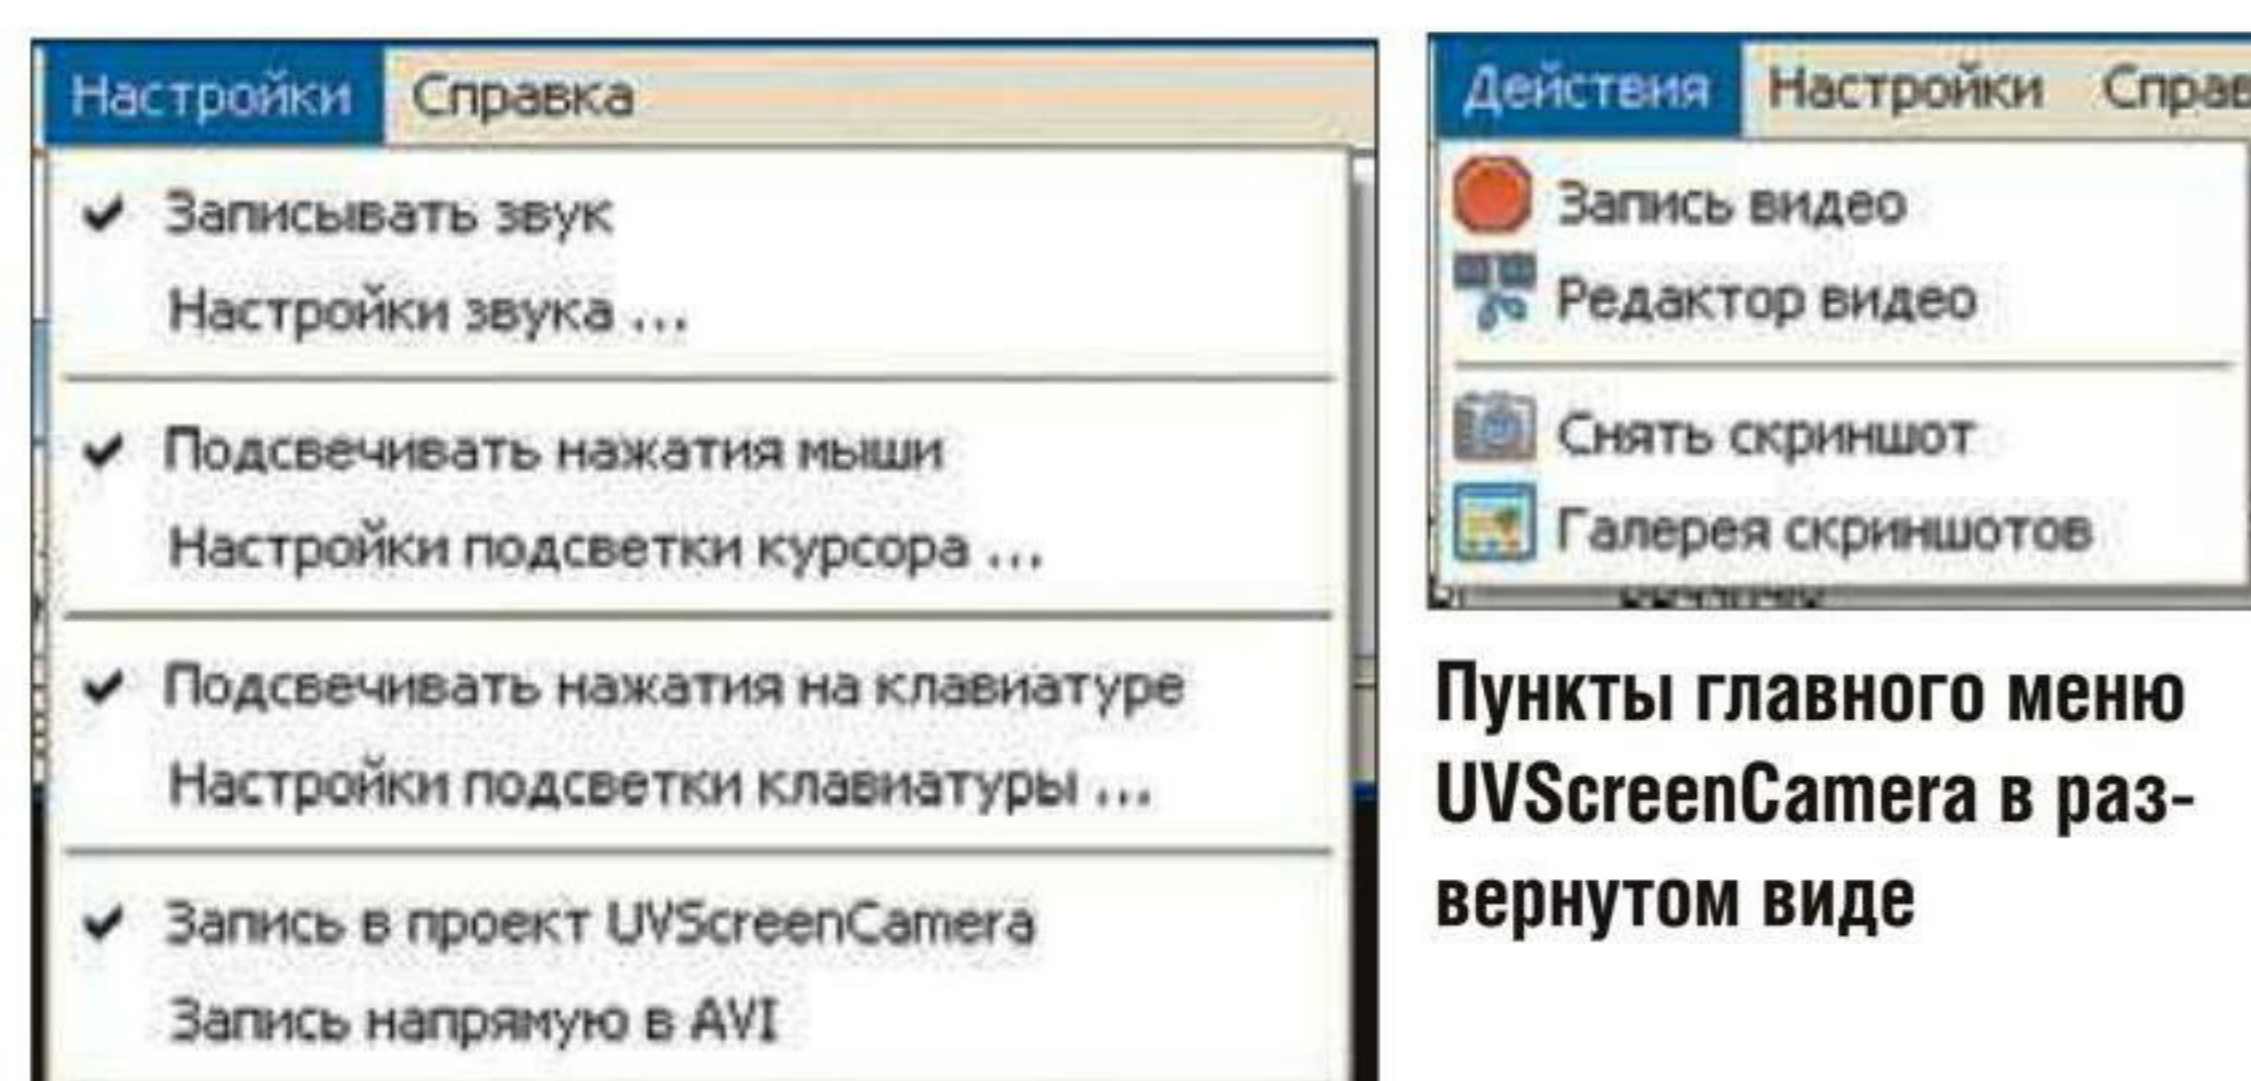 Настройки Справка
Записывать звук
Настройки звука ...
Подсвечивать нажатия мыши
Настройки подсветки курсора ...
Подсвечивать нажатия на клавиатуре
Настройки подсветки клавиатуры ...
Запись в проект UVScreenCamera
Запись напрямую в AVI
Действия Настройки Справ
Запись видео
Редактор видео
Снять скриншот
Галерея скриншотов
Пункты главного меню
UVScreenCamera в раз-
вернутом виде